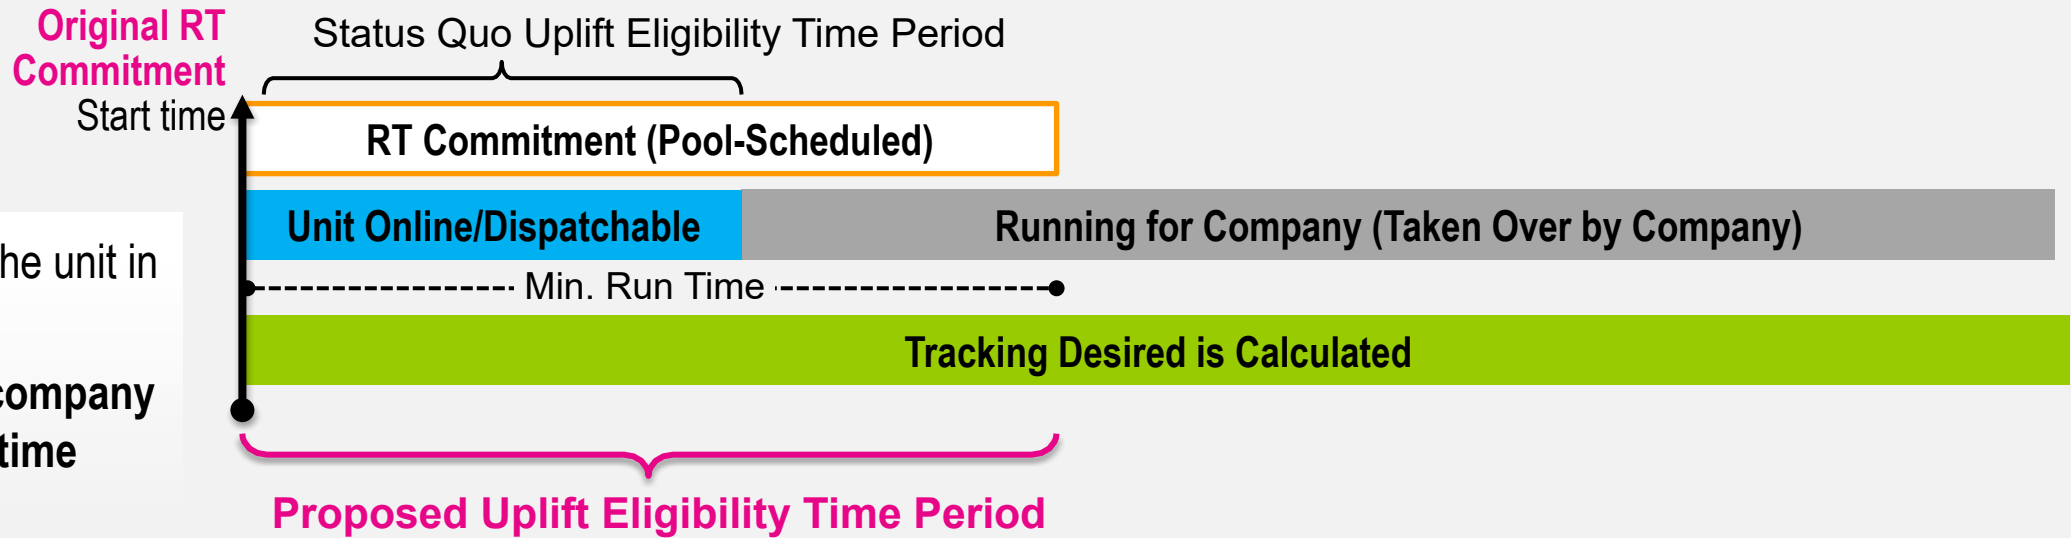 Original RT
Commitment
Start time
Status Quo Uplift Eligibility Time Period
RT Commitment (Pool-Scheduled)
Unit Online/Dispatchable
Running for Company (Taken Over by Company)
he unit in
Min. Run Time
Tracking Desired is Calculated
company
time
Proposed Uplift Eligibility Time Period